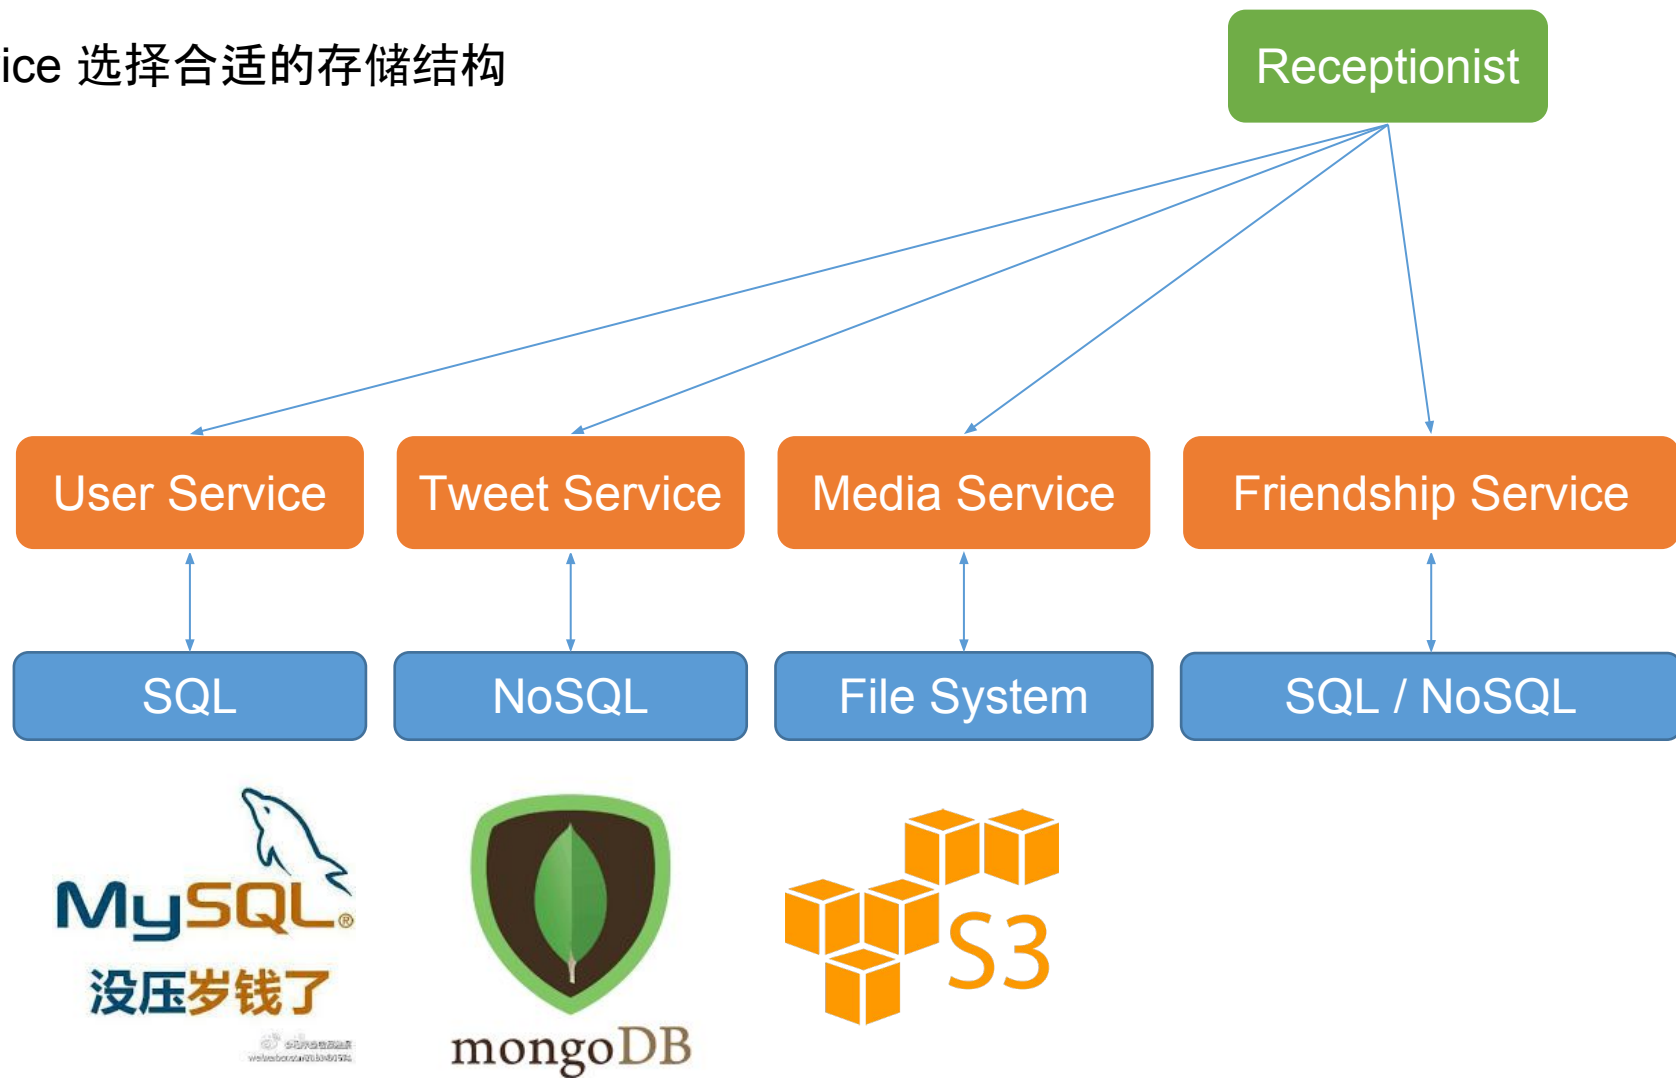 ice 选择合适的存储结构
Receptionist
User Service
Tweet Service
Media Service
Friendship Service
SQL
NoSQL
File System
SQL / NoSQL
MySQL®
没压岁钱了
mongoDB
S3